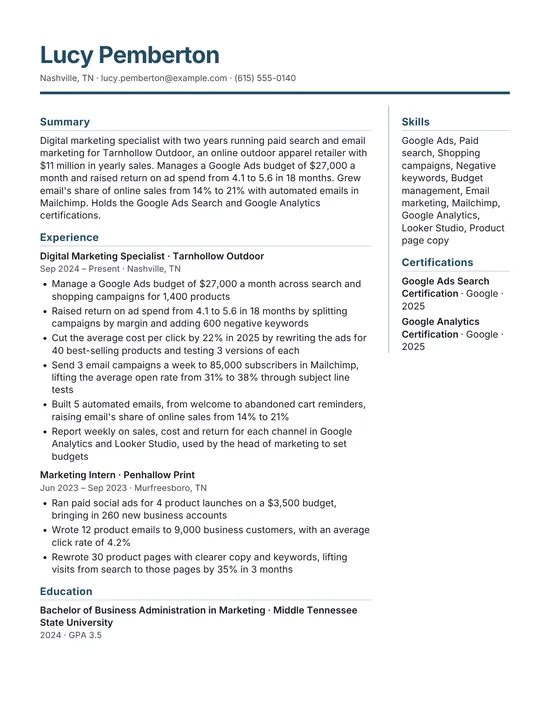 Lucy Pemberton
Nashville, TN · lucy.pemberton@example.com · (615) 555-0140
Summary
Digital marketing specialist with two years running paid search and email
marketing for Tarnhollow Outdoor, an online outdoor apparel retailer with
$11 million in yearly sales. Manages a Google Ads budget of $27,000 a
month and raised return on ad spend from 4.1 to 5.6 in 18 months. Grew
email's share of online sales from 14% to 21% with automated emails in
Mailchimp. Holds the Google Ads Search and Google Analytics
certifications.
Experience
Digital Marketing Specialist · Tarnhollow Outdoor
Sep 2024 – Present · Nashville, TN
• Manage a Google Ads budget of $27,000 a month across search and
shopping campaigns for 1,400 products
• Raised return on ad spend from 4.1 to 5.6 in 18 months by splitting
campaigns by margin and adding 600 negative keywords
• Cut the average cost per click by 22% in 2025 by rewriting the ads for
40 best-selling products and testing 3 versions of each
• Send 3 email campaigns a week to 85,000 subscribers in Mailchimp,
lifting the average open rate from 31% to 38% through subject line
tests
• Built 5 automated emails, from welcome to abandoned cart reminders,
raising email's share of online sales from 14% to 21%
• Report weekly on sales, cost and return for each channel in Google
Analytics and Looker Studio, used by the head of marketing to set
budgets
Marketing Intern · Penhallow Print
Jun 2023 – Sep 2023 · Murfreesboro, TN
• Ran paid social ads for 4 product launches on a $3,500 budget,
bringing in 260 new business accounts
• Wrote 12 product emails to 9,000 business customers, with an average
click rate of 4.2%
• Rewrote 30 product pages with clearer copy and keywords, lifting
visits from search to those pages by 35% in 3 months
Education
Bachelor of Business Administration in Marketing · Middle Tennessee
State University
2024 · GPA 3.5
Skills
Google Ads, Paid
search, Shopping
campaigns, Negative
keywords, Budget
management, Email
marketing, Mailchimp,
Google Analytics,
Looker Studio, Product
page copy
Certifications
Google Ads Search
Certification · Google ·
2025
Google Analytics
Certification · Google ·
2025